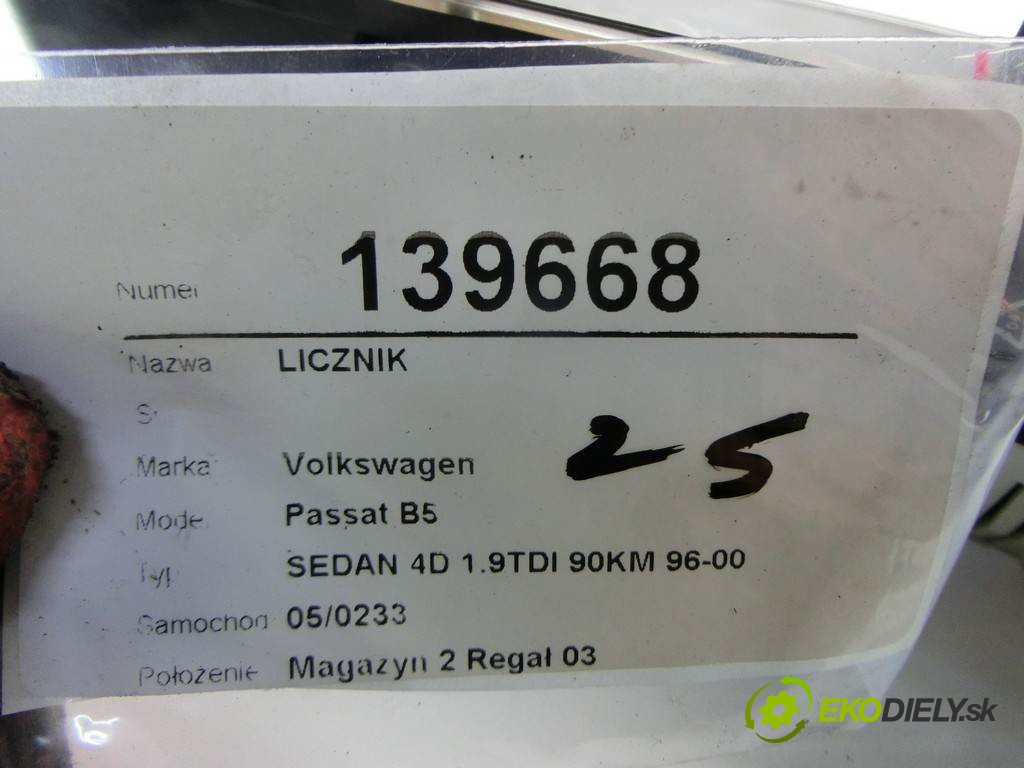 Numer 139668
Nazwa LICZNIK
Marka Volkswagen
25
Model Passat B5
Typ SEDAN 4D 1.9TDI 90KM 96-00
Samochod 05/0233
Położenie Magazyn 2 Regał 03
EKODIELY.sk